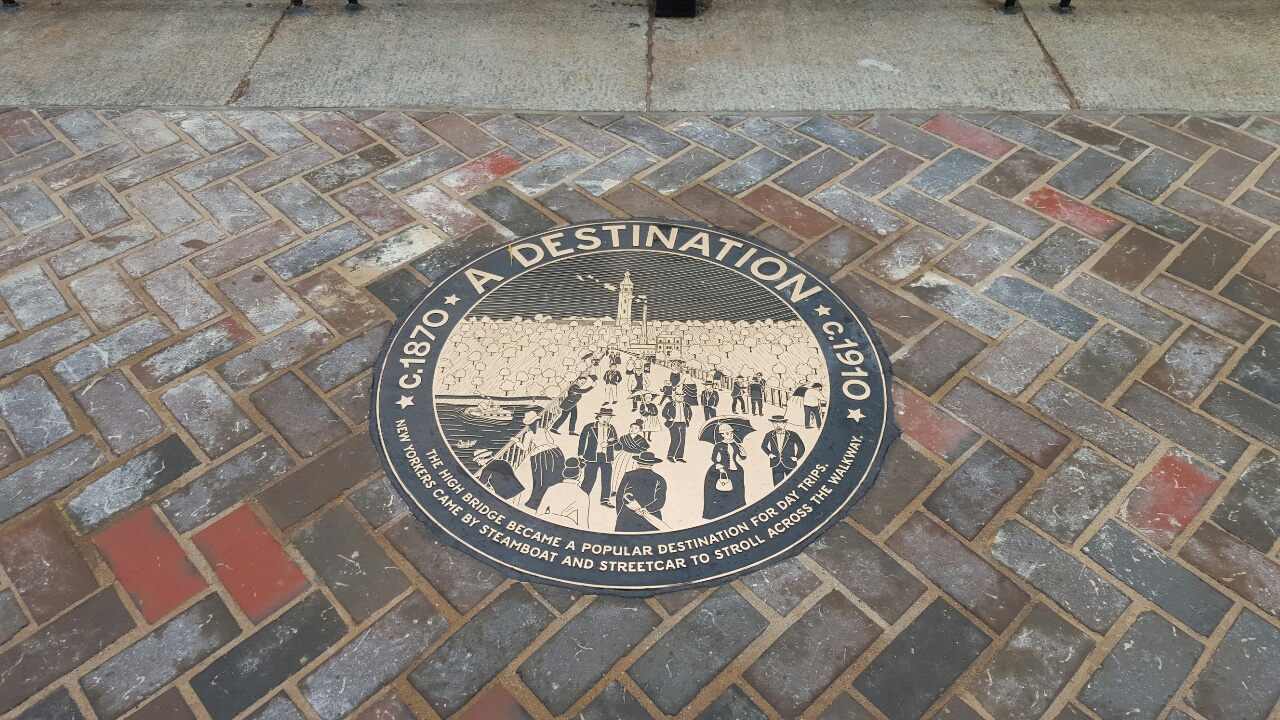 ★ C.1870 ★ A DESTINATION ★ C.1910 ★
THE HIGH BRIDGE BECAME A POPULAR DESTINATION FOR DAY TRIPS.
NEW YORKERS CAME BY STEAMBOAT AND STREETCAR TO STROLL ACROSS THE WALKWAY.